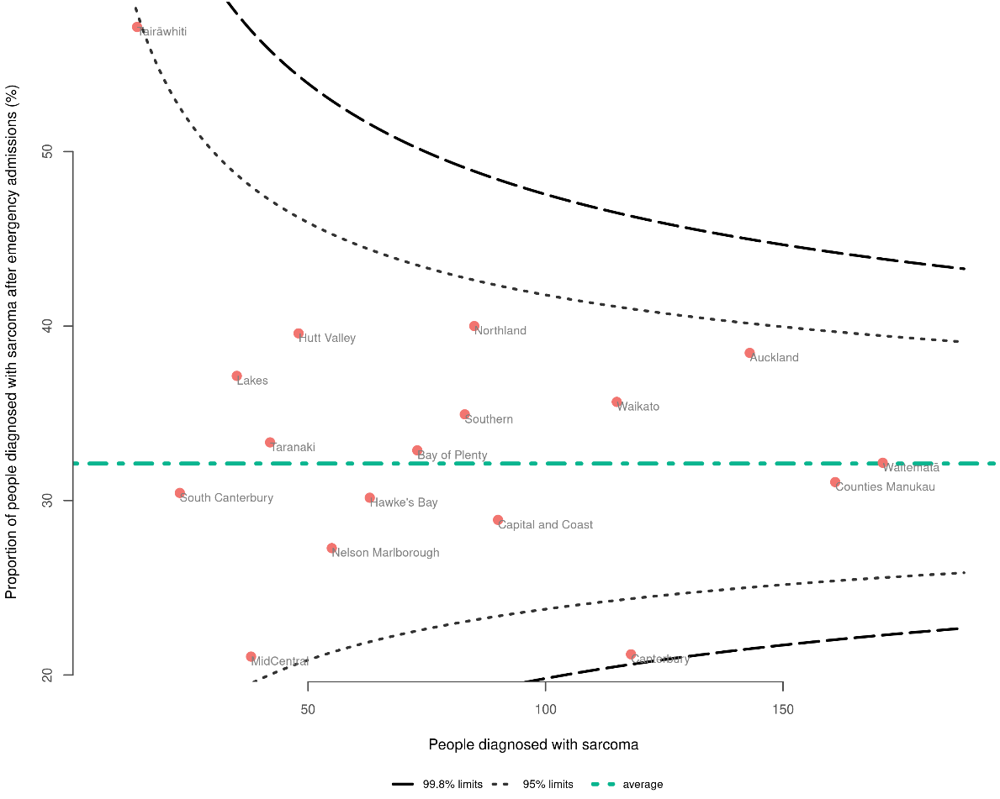 Proportion of people diagnosed with sarcoma after emergency admissions (%)
50
40
30
20
Tairāwhiti
Hutt Valley
Northland
Auckland
Lakes
Waikato
Southern
Taranaki
Bay of Plenty
Waitematā
Counties Manukau
South Canterbury
Hawke's Bay
Capital and Coast
Nelson Marlborough
MidCentral
Canterbury
50
100
150
People diagnosed with sarcoma
99.8% limits
95% limits
average